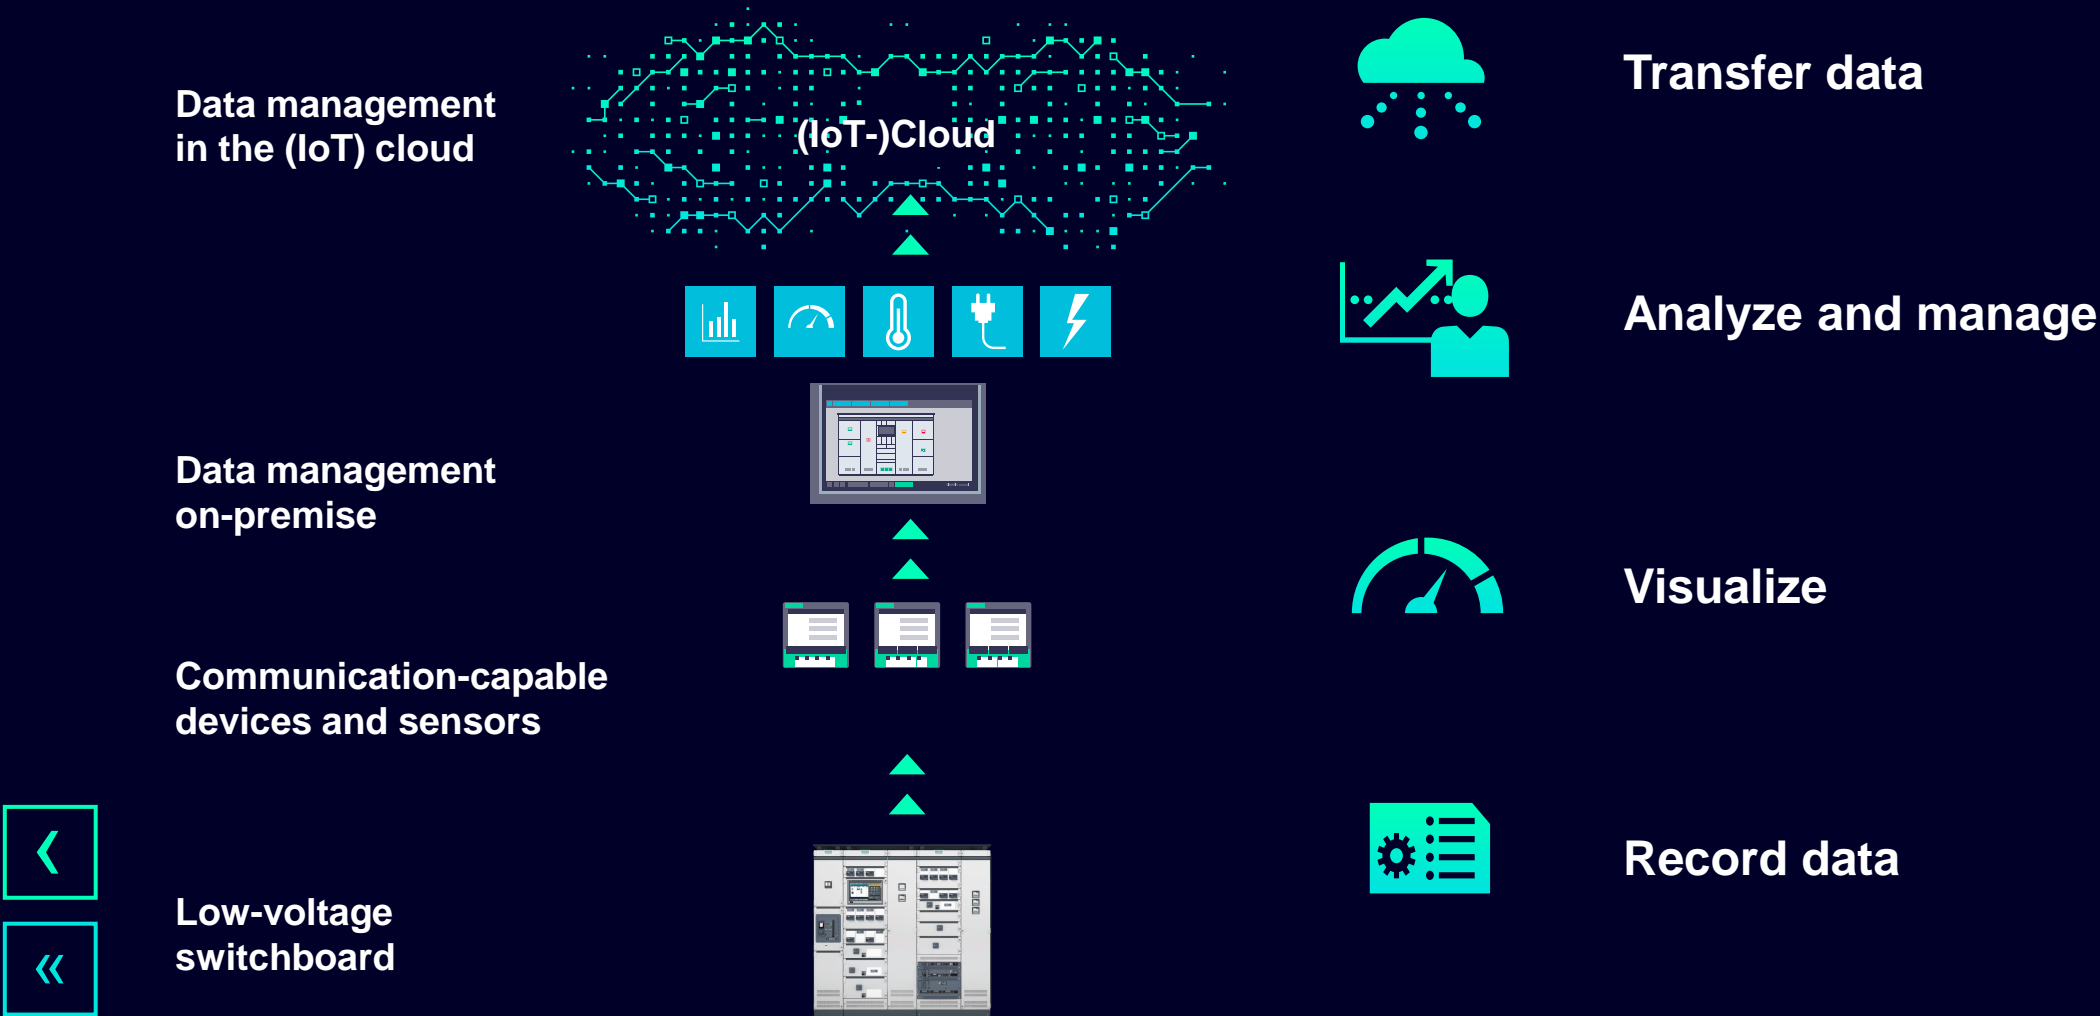 Data management
in the (IoT) cloud
(IoT-)Cloud
Data management
on-premise
Communication-capable
devices and sensors
Low-voltage
switchboard
Transfer data
Analyze and manage
Visualize
Record data